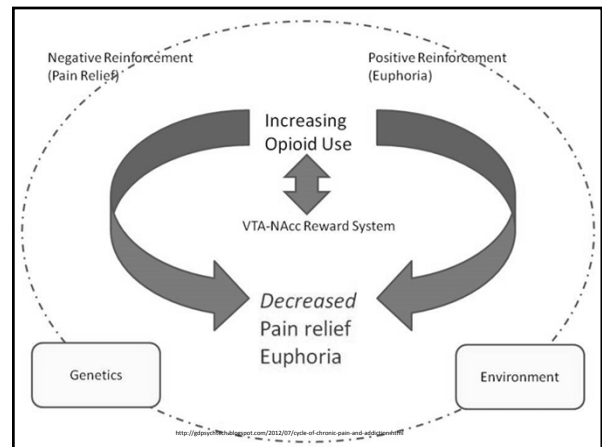 Negative Reinforcement
(Pain Relief)
Positive Reinforcement
(Euphoria)
Increasing
Opioid Use
VTA-NAcc Reward System
Decreased
Pain relief
Euphoria
Genetics
Environment